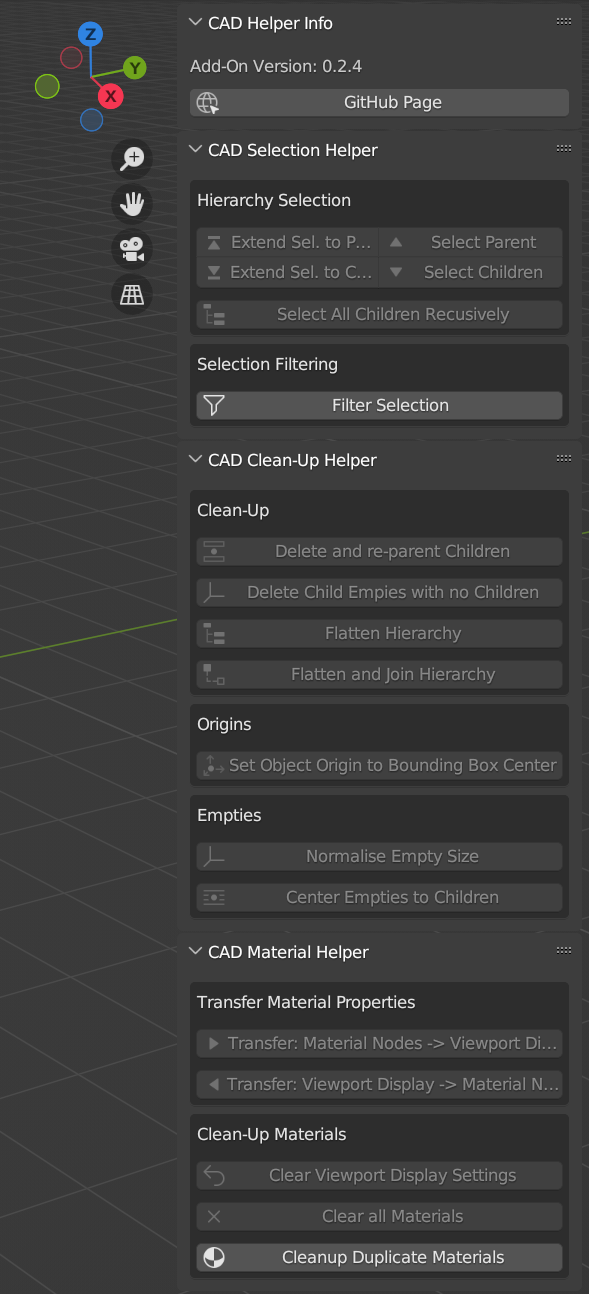 Z
Y
X
CAD Helper Info
Add-On Version: 0.2.4
GitHub Page
CAD Selection Helper
Hierarchy Selection
Extend Sel. to P...
Select Parent
Extend Sel. to C...
Select Children
Select All Children Recusively
Selection Filtering
Filter Selection
CAD Clean-Up Helper
Clean-Up
Delete and re-parent Children
Delete Child Empies with no Children
Flatten Hierarchy
Flatten and Join Hierarchy
Origins
Set Object Origin to Bounding Box Center
Empties
Normalise Empty Size
Center Empties to Children
CAD Material Helper
Transfer Material Properties
Transfer: Material Nodes -> Viewport Di...
Transfer: Viewport Display -> Material N...
Clean-Up Materials
Clear Viewport Display Settings
Clear all Materials
Cleanup Duplicate Materials